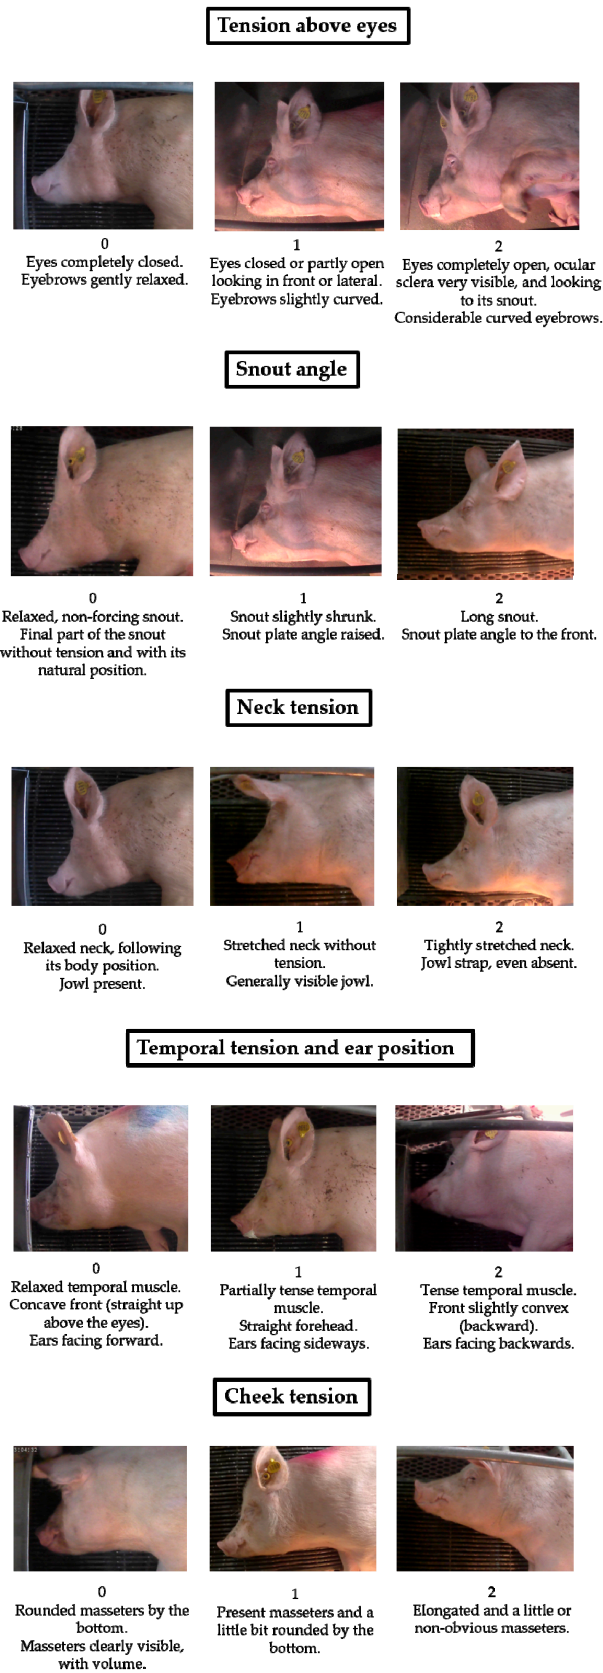 Tension above eyes
0
Eyes completely closed.
Eyebrows gently relaxed.
1
Eyes closed or partly open
looking in front or lateral.
Eyebrows slightly curved.
2
Eyes completely open, ocular
sclera very visible, and looking
to its snout.
Considerable curved eyebrows.
Snout angle
0
Relaxed, non-forcing snout.
Final part of the snout
without tension and with its
natural position.
1
Snout slightly shrunk.
Snout plate angle raised.
2
Long snout.
Snout plate angle to the front.
Neck tension
0
Relaxed neck, following
its body position.
Jowl present.
1
Stretched neck without
tension.
Generally visible jowl.
2
Tightly stretched neck.
Jowl strap, even absent.
Temporal tension and ear position
0
Relaxed temporal muscle.
Concave front (straight up
above the eyes).
Ears facing forward.
1
Partially tense temporal
muscle.
Straight forehead.
Ears facing sideways.
2
Tense temporal muscle.
Front slightly convex
(backward).
Ears facing backwards.
Cheek tension
0
Rounded masseters by the
bottom.
Masseters clearly visible,
with volume.
1
Present masseters and a
little bit rounded by the
bottom.
2
Elongated and a little or
non-obvious masseters.